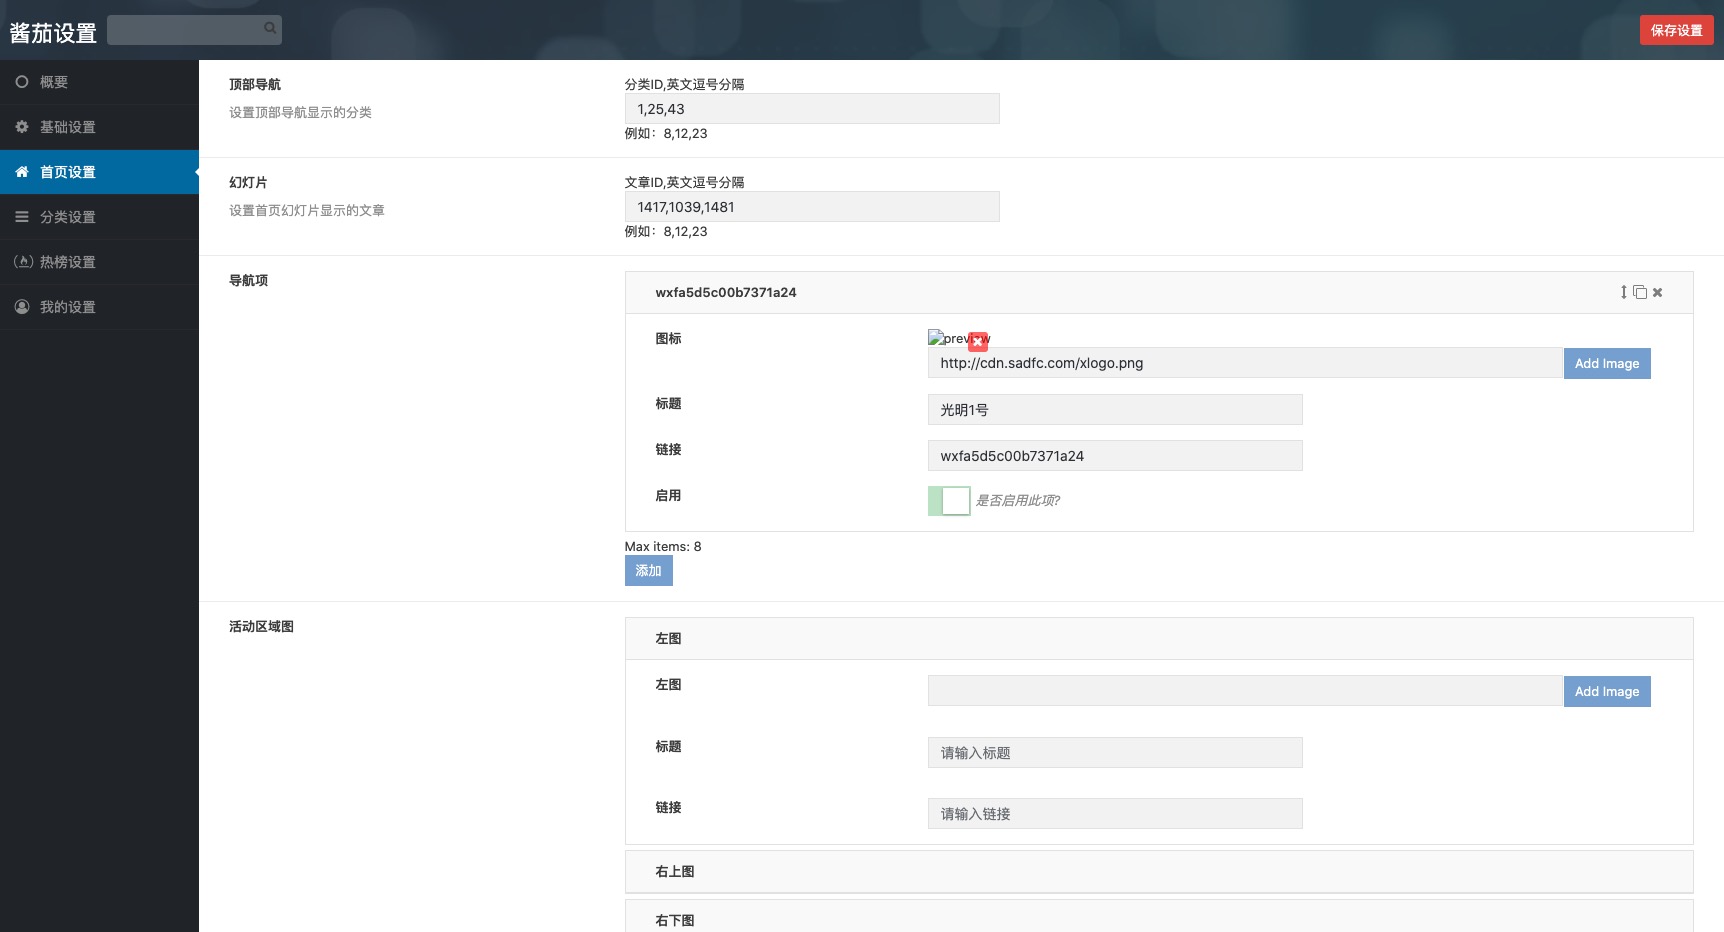 酱茄设置
保存设置
概要
基础设置
首页设置
分类设置
热榜设置
我的设置
顶部导航
设置顶部导航显示的分类
分类ID,英文逗号分隔
1,25,43
例如：8,12,23
幻灯片
设置首页幻灯片显示的文章
文章ID,英文逗号分隔
1417,1039,1481
例如：8,12,23
导航项
wxfa5d5c00b7371a24
图标
preview
http://cdn.sadfc.com/xlogo.png
Add Image
标题
光明1号
链接
wxfa5d5c00b7371a24
启用
是否启用此项?
Max items: 8
添加
活动区域图
左图
左图
Add Image
标题
请输入标题
链接
请输入链接
右上图
右下图